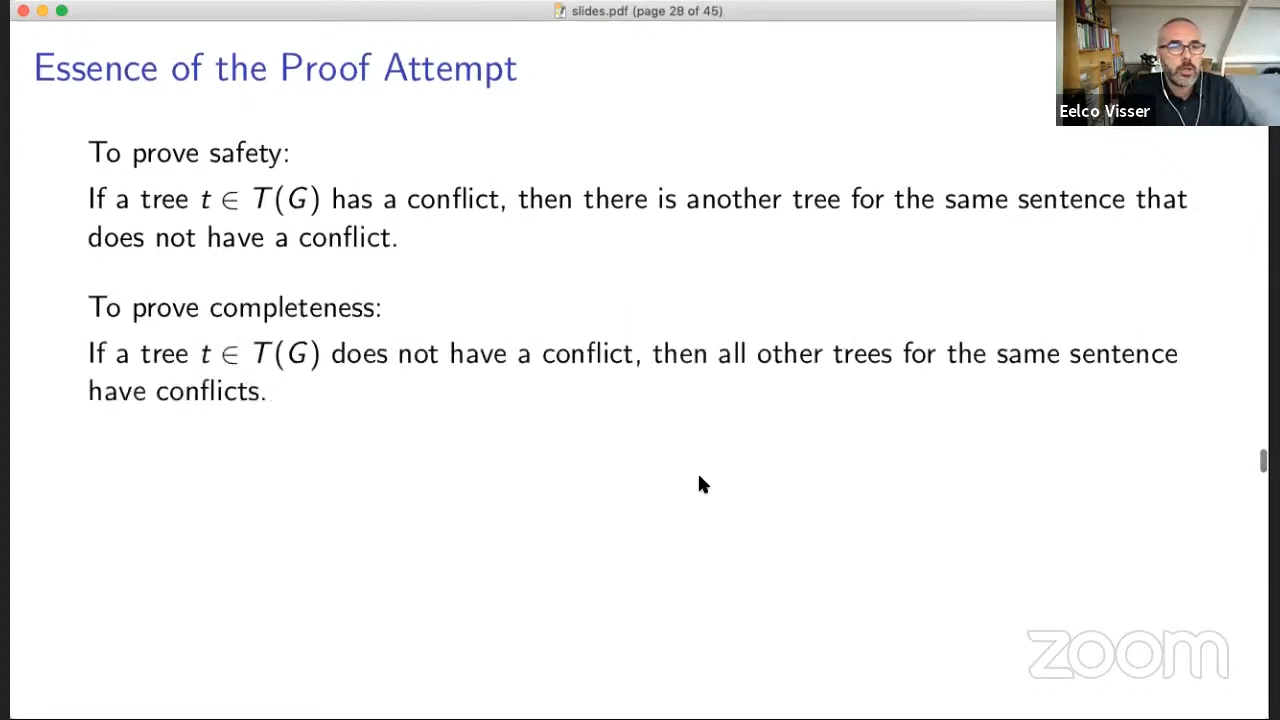 slides.pdf (page 28 of 45)
Essence of the Proof Attempt
Eelco Visser
To prove safety:
If a tree t ∈ T(G) has a conflict, then there is another tree for the same sentence that
does not have a conflict.
To prove completeness:
If a tree t ∈ T(G) does not have a conflict, then all other trees for the same sentence
have conflicts.
zoom